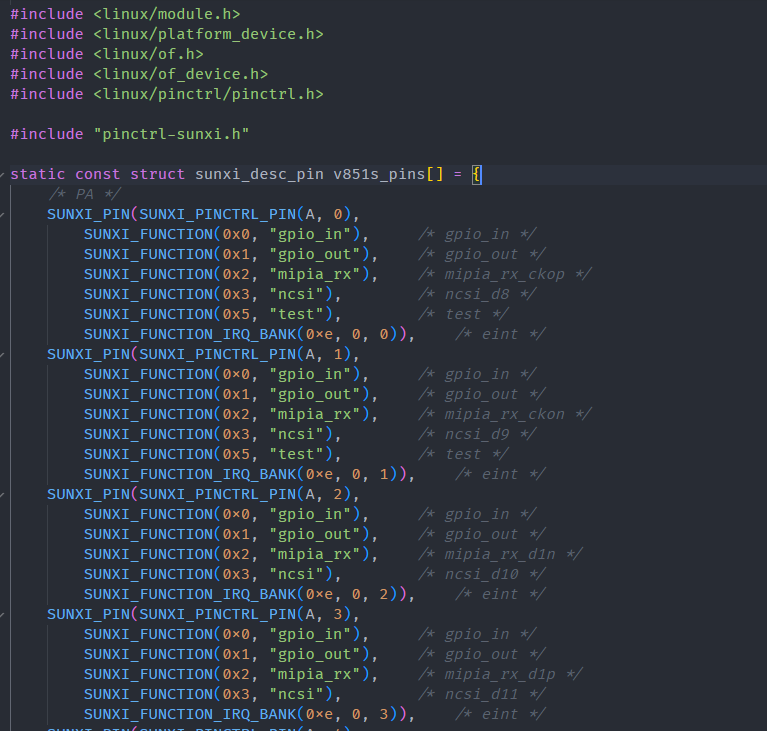 #include <linux/module.h>
#include <linux/platform_device.h>
#include <linux/of.h>
#include <linux/of_device.h>
#include <linux/pinctrl/pinctrl.h>

#include "pinctrl-sunxi.h"

static const struct sunxi_desc_pin v851s_pins[] = {
    /* PA */
    SUNXI_PIN(SUNXI_PINCTRL_PIN(A, 0),
        SUNXI_FUNCTION(0x0, "gpio_in"),     /* gpio_in */
        SUNXI_FUNCTION(0x1, "gpio_out"),    /* gpio_out */
        SUNXI_FUNCTION(0x2, "mipia_rx"),    /* mipia_rx_ckop */
        SUNXI_FUNCTION(0x3, "ncsi"),        /* ncsi_d8 */
        SUNXI_FUNCTION(0x5, "test"),        /* test */
        SUNXI_FUNCTION_IRQ_BANK(0xe, 0, 0)),    /* eint */
    SUNXI_PIN(SUNXI_PINCTRL_PIN(A, 1),
        SUNXI_FUNCTION(0x0, "gpio_in"),     /* gpio_in */
        SUNXI_FUNCTION(0x1, "gpio_out"),    /* gpio_out */
        SUNXI_FUNCTION(0x2, "mipia_rx"),    /* mipia_rx_ckon */
        SUNXI_FUNCTION(0x3, "ncsi"),        /* ncsi_d9 */
        SUNXI_FUNCTION(0x5, "test"),        /* test */
        SUNXI_FUNCTION_IRQ_BANK(0xe, 0, 1)),    /* eint */
    SUNXI_PIN(SUNXI_PINCTRL_PIN(A, 2),
        SUNXI_FUNCTION(0x0, "gpio_in"),     /* gpio_in */
        SUNXI_FUNCTION(0x1, "gpio_out"),    /* gpio_out */
        SUNXI_FUNCTION(0x2, "mipia_rx"),    /* mipia_rx_d1n */
        SUNXI_FUNCTION(0x3, "ncsi"),        /* ncsi_d10 */
        SUNXI_FUNCTION_IRQ_BANK(0xe, 0, 2)),    /* eint */
    SUNXI_PIN(SUNXI_PINCTRL_PIN(A, 3),
        SUNXI_FUNCTION(0x0, "gpio_in"),     /* gpio_in */
        SUNXI_FUNCTION(0x1, "gpio_out"),    /* gpio_out */
        SUNXI_FUNCTION(0x2, "mipia_rx"),    /* mipia_rx_d1p */
        SUNXI_FUNCTION(0x3, "ncsi"),        /* ncsi_d11 */
        SUNXI_FUNCTION_IRQ_BANK(0xe, 0, 3)),    /* eint */